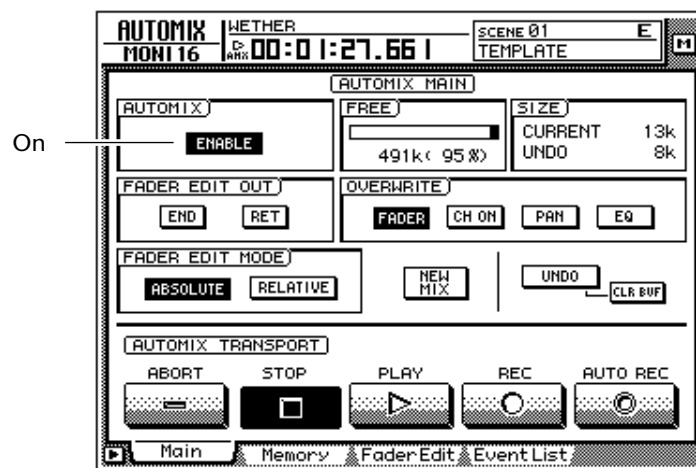 AUTOMIX
MONI 16
WETHER
AMX 00:01:27.661
SCENE 01 E
TEMPLATE
M
AUTOMIX MAIN
AUTOMIX
ENABLE
On
FREE
491k( 95%)
SIZE
CURRENT 13k
UNDO 8k
FADER EDIT OUT
END RET
OVERWRITE
FADER CH ON PAN EQ
FADER EDIT MODE
ABSOLUTE RELATIVE
NEW
MIX
UNDO
CLR BUF
AUTOMIX TRANSPORT
ABORT STOP PLAY REC AUTO REC
Main Memory Fader Edit Event List